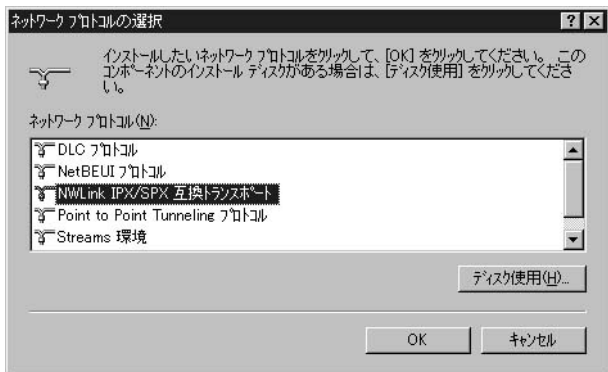 ネットワーク プロトコルの選択
インストールしたいネットワーク プロトコルをクリックして、[OK] をクリックしてください。 この
コンポーネントのインストール ディスクがある場合は、[ディスク使用] をクリックしてくださ
い。
ネットワーク プロトコル(N):
DLC プロトコル
NetBEUI プロトコル
NWLink IPX/SPX 互換トランスポート
Point to Point Tunneling プロトコル
Streams 環境
ディスク使用(H)...
OK
キャンセル